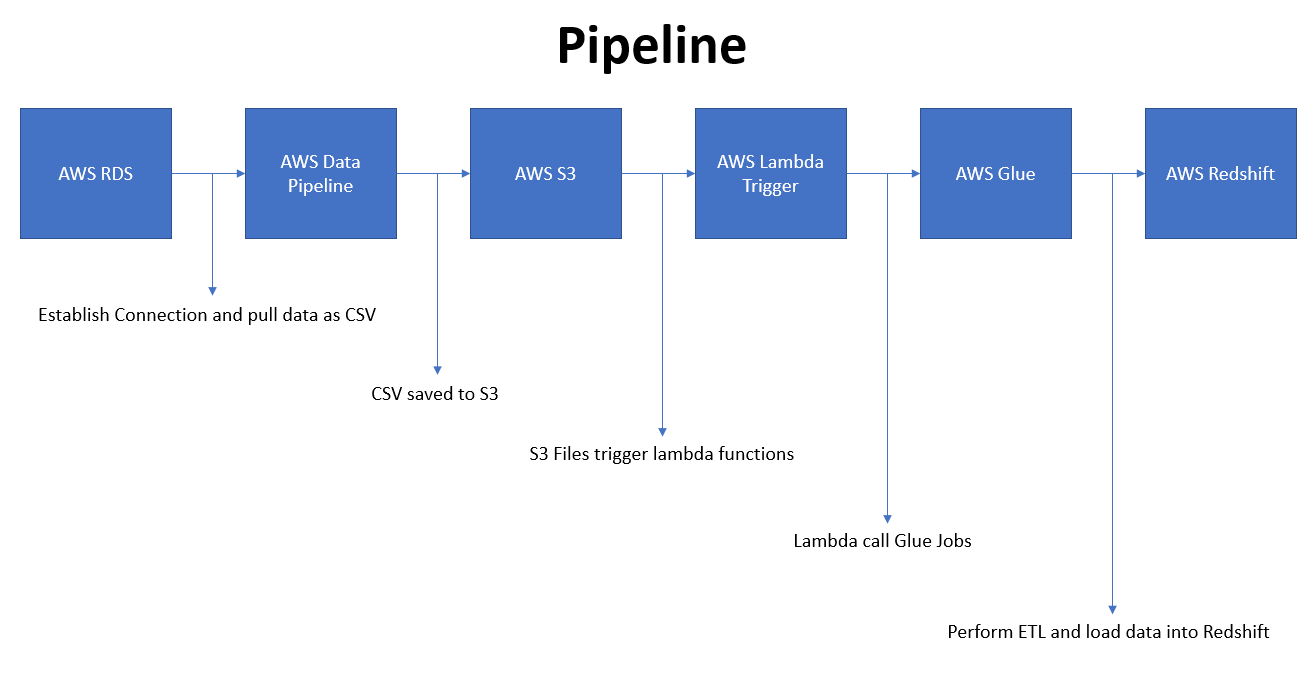 Pipeline
AWS RDS
AWS Data
Pipeline
AWS S3
AWS Lambda
Trigger
AWS Glue
AWS Redshift
Establish Connection and pull data as CSV
CSV saved to S3
S3 Files trigger lambda functions
Lambda call Glue Jobs
Perform ETL and load data into Redshift